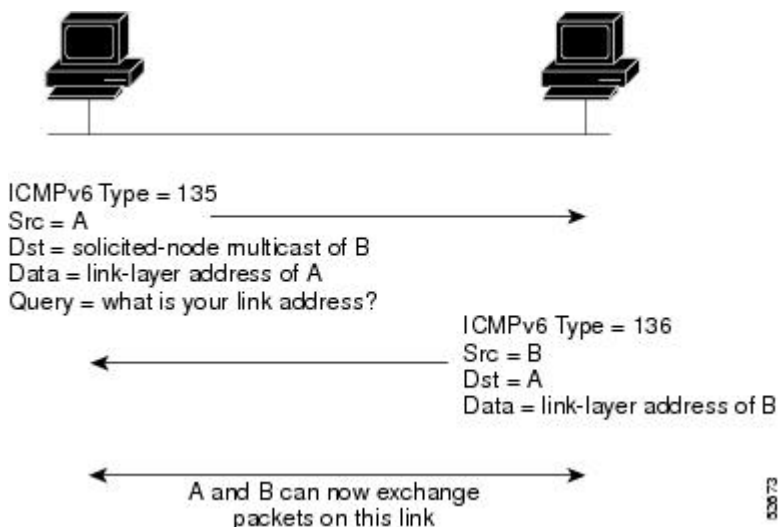 ICMPv6 Type = 135
Src = A
Dst = solicited-node multicast of B
Data = link-layer address of A
Query = what is your link address?
ICMPv6 Type = 136
Src = B
Dst = A
Data = link-layer address of B
A and B can now exchange
packets on this link